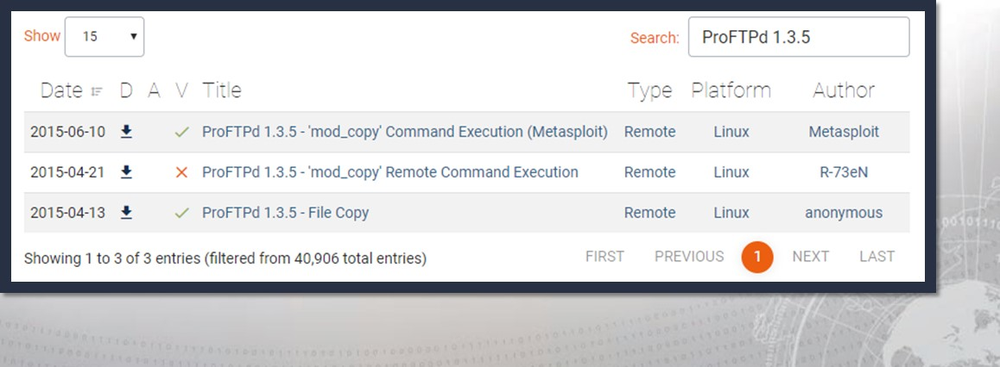 Show 15 Search: ProFTPd 1.3.5
Date D A V Title Type Platform Author
2015-06-10 ProFTPd 1.3.5 - 'mod_copy' Command Execution (Metasploit) Remote Linux Metasploit
2015-04-21 ProFTPd 1.3.5 - 'mod_copy' Remote Command Execution Remote Linux R-73eN
2015-04-13 ProFTPd 1.3.5 - File Copy Remote Linux anonymous
Showing 1 to 3 of 3 entries (filtered from 40,906 total entries) FIRST PREVIOUS 1 NEXT LAST